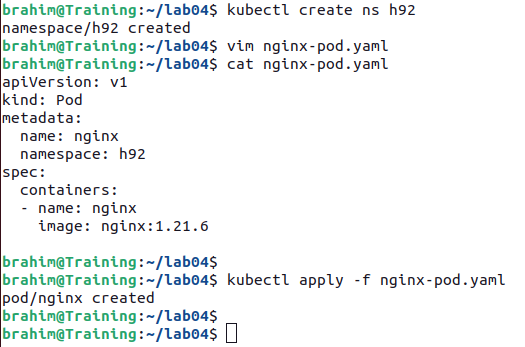 brahim@Training:~/lab04$ kubectl create ns h92
namespace/h92 created
brahim@Training:~/lab04$ vim nginx-pod.yaml
brahim@Training:~/lab04$ cat nginx-pod.yaml
apiVersion: v1
kind: Pod
metadata:
  name: nginx
  namespace: h92
spec:
  containers:
  - name: nginx
    image: nginx:1.21.6

brahim@Training:~/lab04$
brahim@Training:~/lab04$ kubectl apply -f nginx-pod.yaml
pod/nginx created
brahim@Training:~/lab04$
brahim@Training:~/lab04$